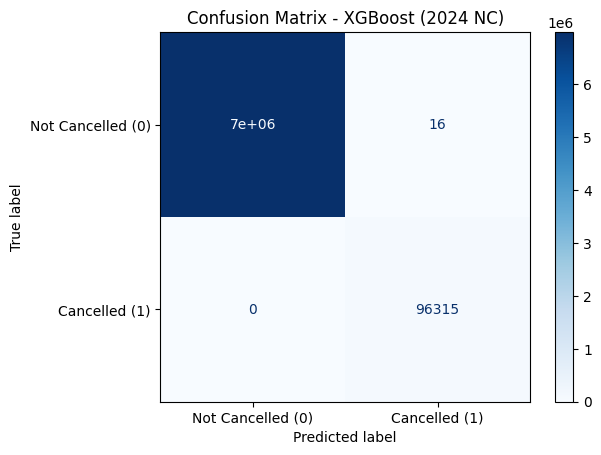 Confusion Matrix - XGBoost (2024 NC)
1e6
Not Cancelled (0)
7e+06
16
Cancelled (1)
0
96315
True label
Not Cancelled (0)
Cancelled (1)
Predicted label
6
5
4
3
2
1
0